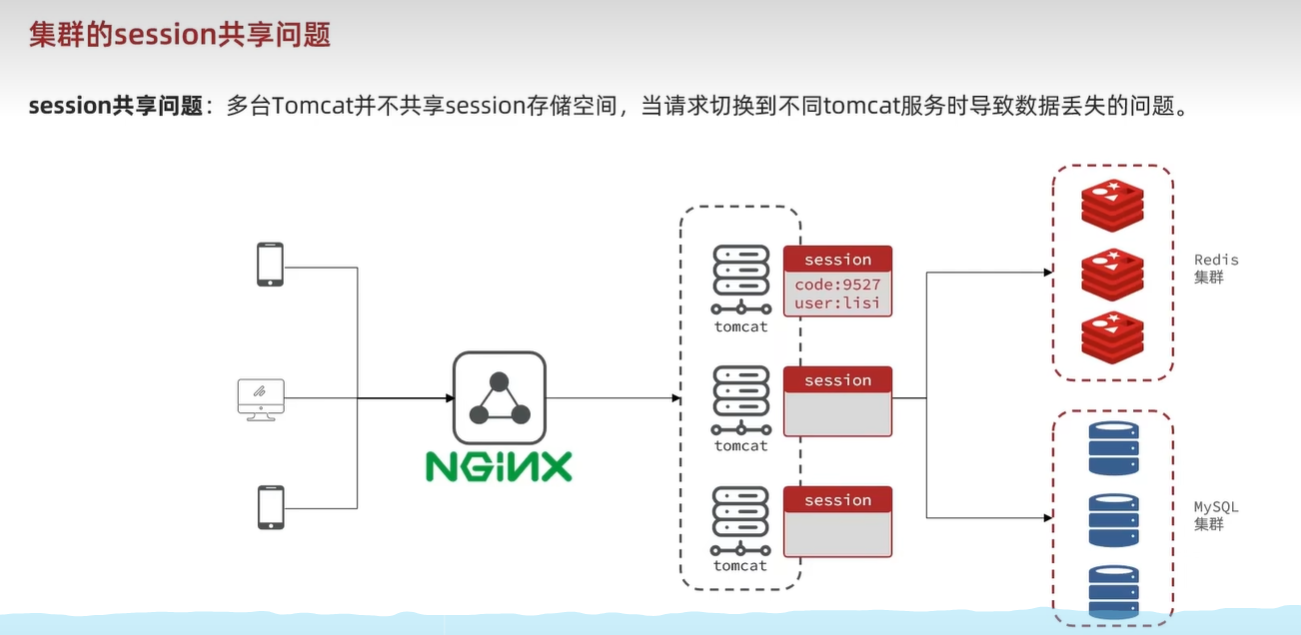 集群的session共享问题
session共享问题：多台Tomcat并不共享session存储空间，当请求切换到不同tomcat服务时导致数据丢失的问题。
session
code:9527
user:lisi
tomcat
Redis
集群
NGINX
session
tomcat
session
tomcat
MySQL
集群